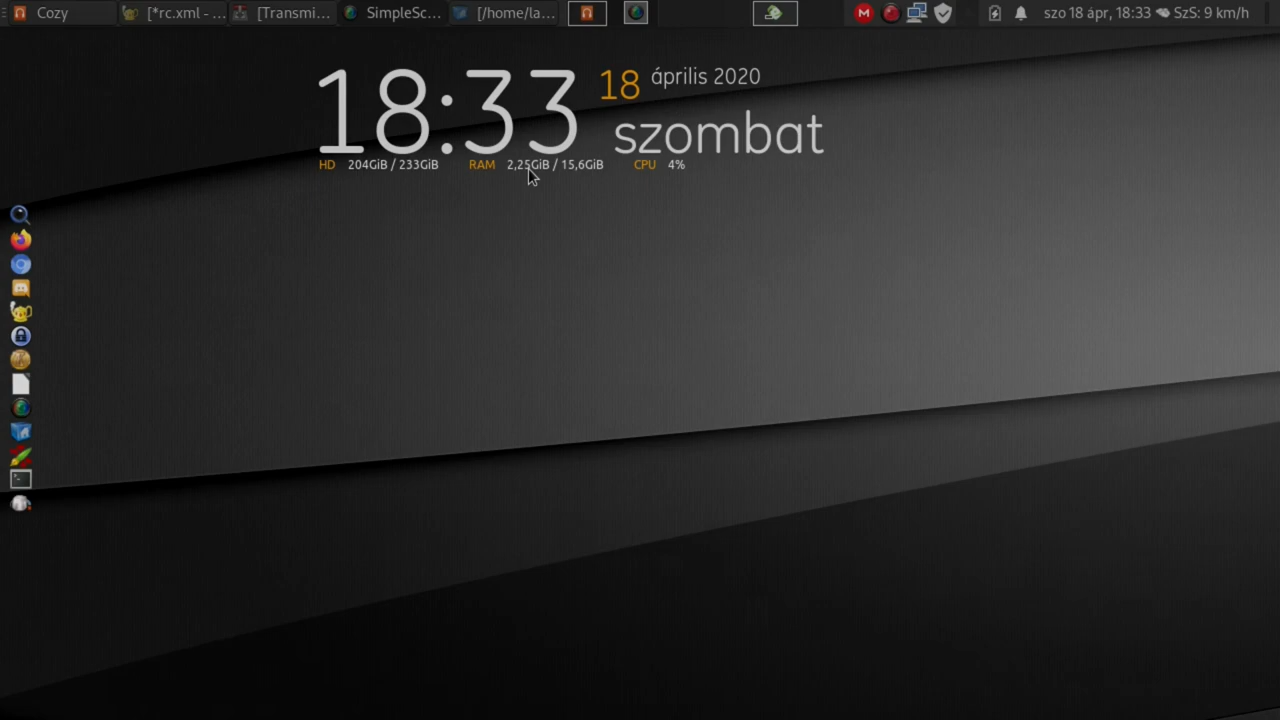 Cozy [*rc.xml - ... [Transmi... SimpleSc... [/home/la... szo 18 ápr, 18:33 SzS: 9 km/h
18:33 18 április 2020
szombat
HD 204GiB / 233GiB RAM 2,25GiB / 15,6GiB CPU 4%